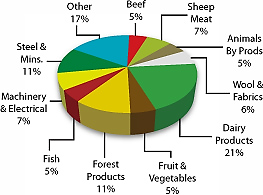 Beef
5%
Sheep
Meat
7%
Animals
By Prods
5%
Wool &
Fabrics
6%
Dairy
Products
21%
Fruit &
Vegetables
5%
Forest
Products
11%
Fish
5%
Machinery
& Electrical
7%
Steel &
Mins.
11%
Other
17%